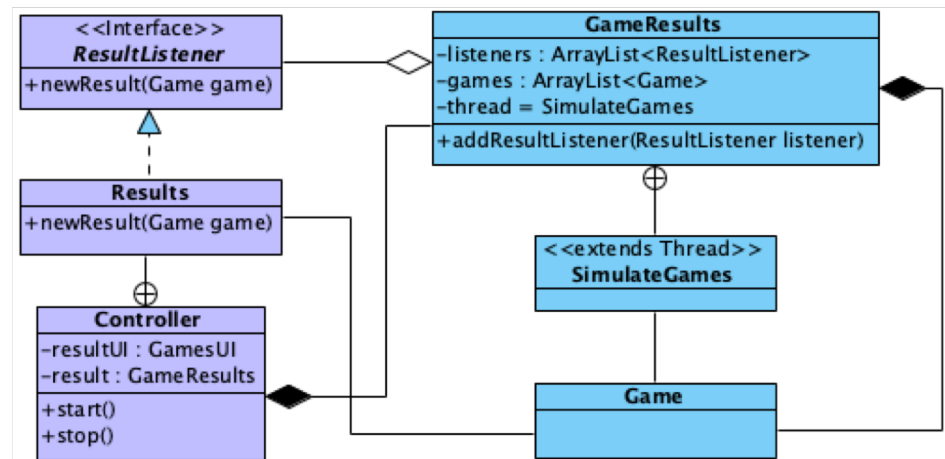 <<Interface>>
ResultListener
+newResult(Game game)
GameResults
-listeners : ArrayList<ResultListener>
-games : ArrayList<Game>
-thread = SimulateGames
+addResultListener(ResultListener listener)
Results
+newResult(Game game)
<<extends Thread>>
SimulateGames
Controller
-resultUI : GamesUI
-result : GameResults
+start()
+stop()
Game